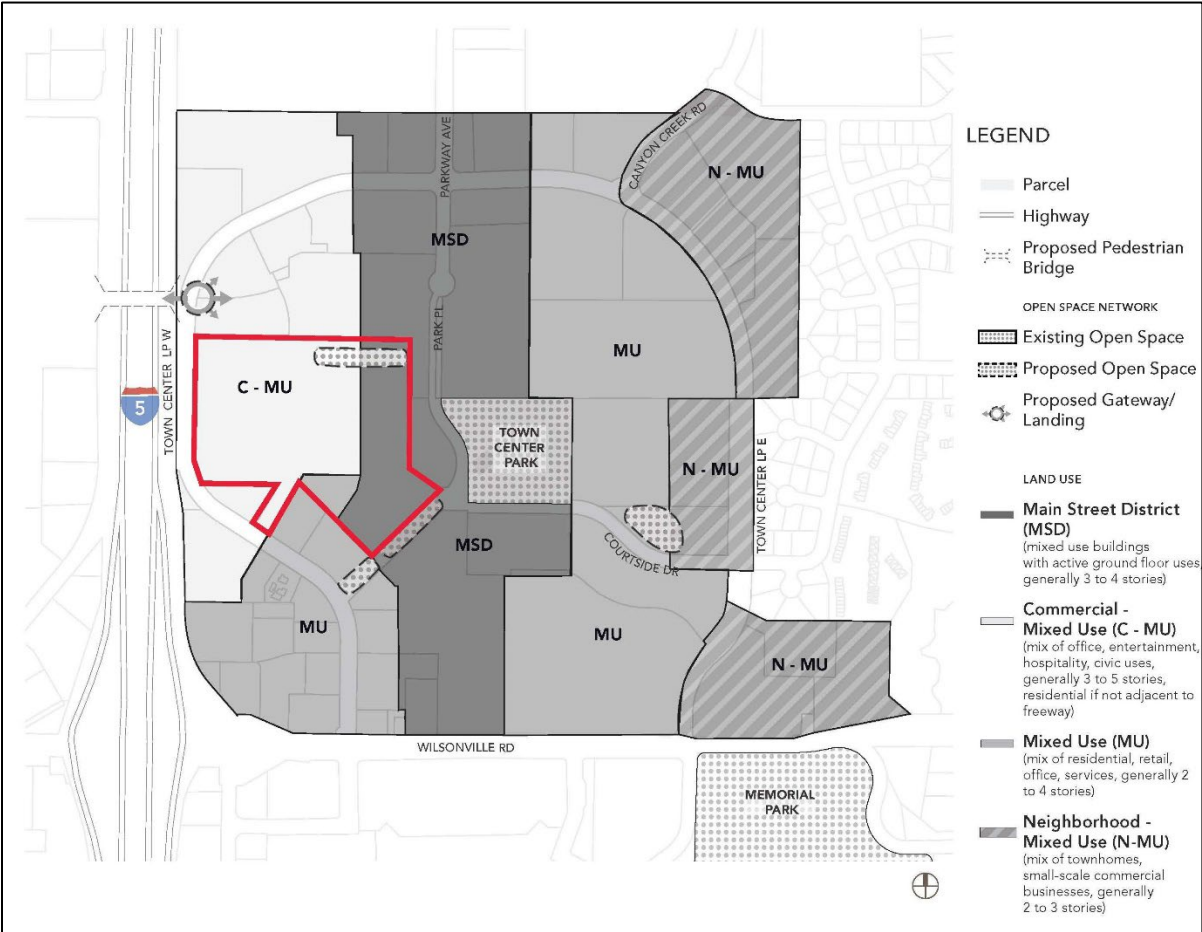 PARKWAY AVE
CANYON CREEK RD
N - MU
MSD
PARK PL
TOWN CENTER LP W
C - MU
MU
5
TOWN
CENTER
PARK
N - MU
TOWN CENTER LP E
MSD
COURTSIDE DR
MU
MU
N - MU
WILSONVILLE RD
MEMORIAL
PARK
LEGEND
Parcel
Highway
Proposed Pedestrian
Bridge
OPEN SPACE NETWORK
Existing Open Space
Proposed Open Space
Proposed Gateway/
Landing
LAND USE
Main Street District
(MSD)
(mixed use buildings
with active ground floor uses,
generally 3 to 4 stories)
Commercial -
Mixed Use (C - MU)
(mix of office, entertainment,
hospitality, civic uses,
generally 3 to 5 stories,
residential if not adjacent to
freeway)
Mixed Use (MU)
(mix of residential, retail,
office, services, generally 2
to 4 stories)
Neighborhood -
Mixed Use (N-MU)
(mix of townhomes,
small-scale commercial
businesses, generally
2 to 3 stories)